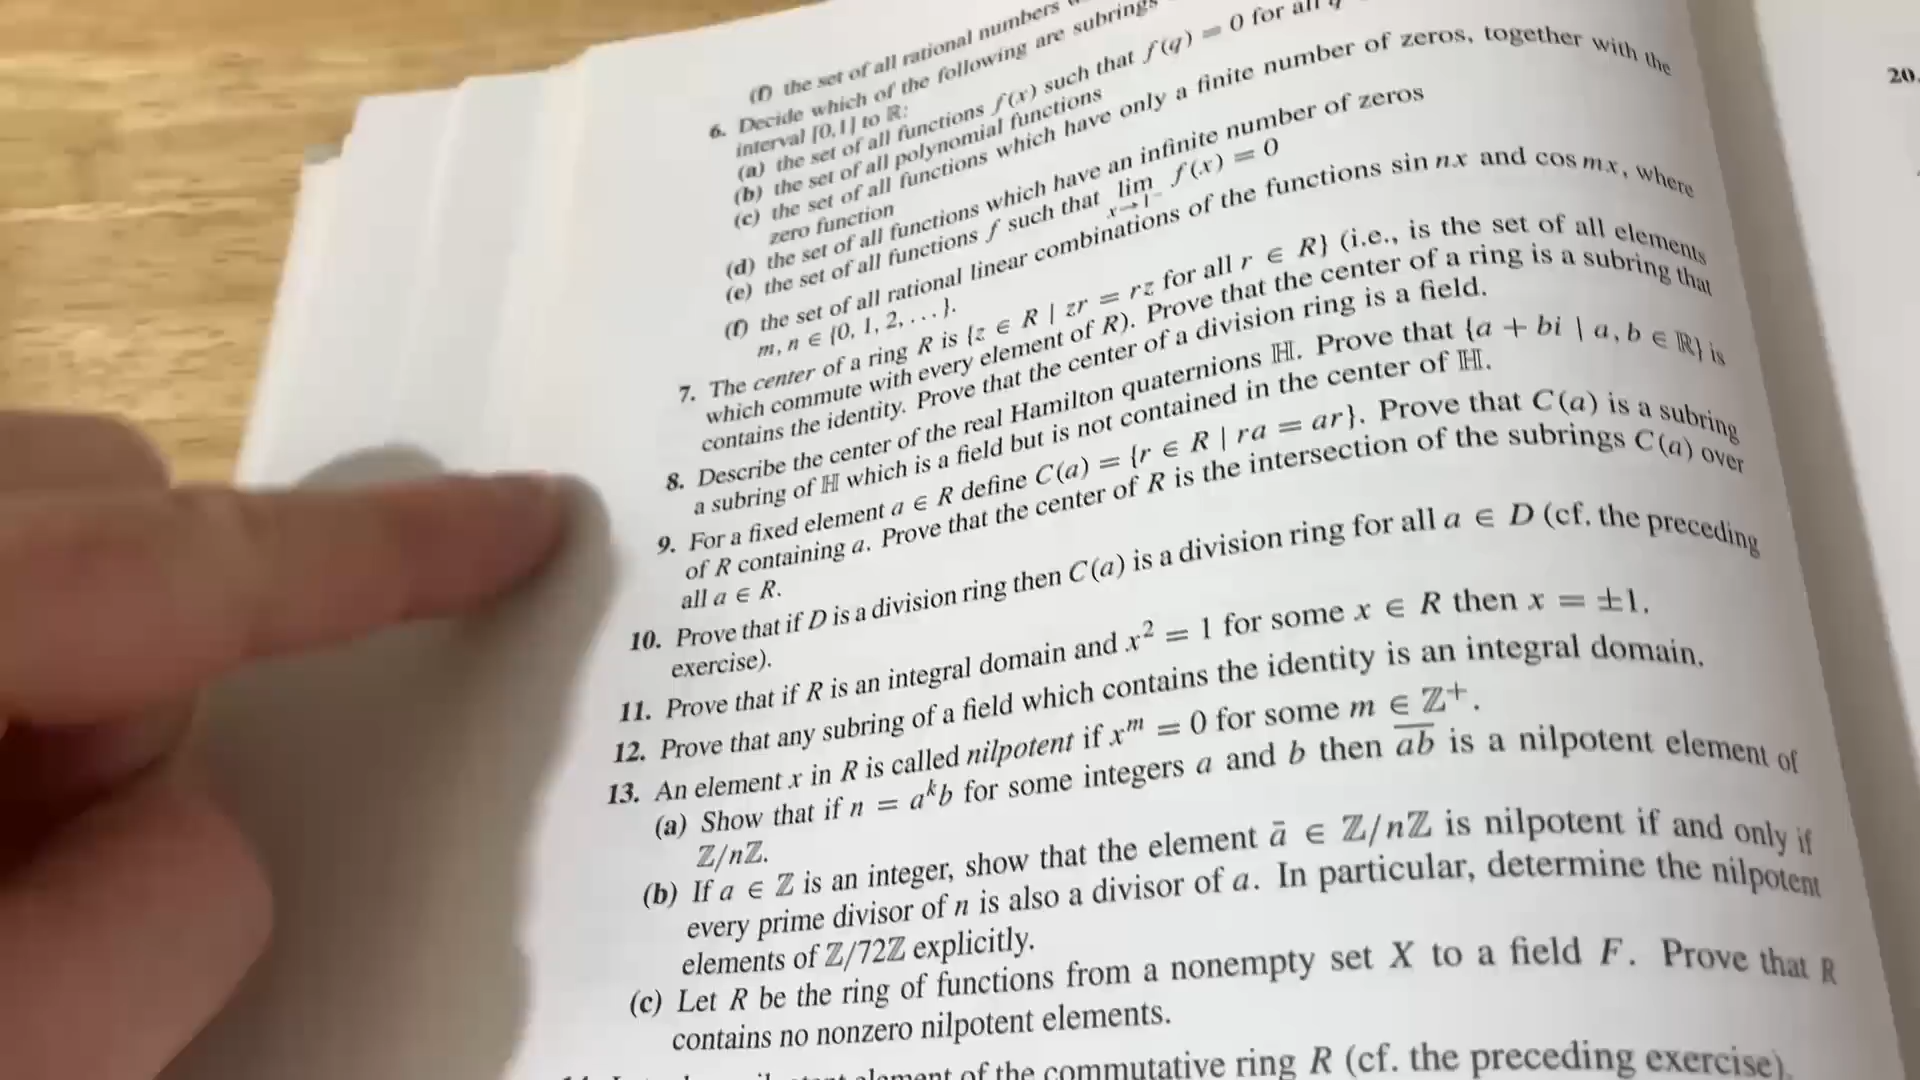 (f) the set of all rational numbers
6. Decide which of the following are subrings
interval [0, 1] to ℝ:
(a) the set of all functions f(x) such that f(q) = 0 for all q
(b) the set of all polynomial functions
(c) the set of all functions which have only a finite number of zeros, together with the
zero function
(d) the set of all functions which have an infinite number of zeros
(e) the set of all functions f such that lim x→1⁻ f(x) = 0
(f) the set of all rational linear combinations of the functions sin nx and cos mx, where
m, n ∈ {0, 1, 2, . . . }.
7. The center of a ring R is {z ∈ R | zr = rz for all r ∈ R} (i.e., is the set of all elements
which commute with every element of R). Prove that the center of a ring is a subring that
contains the identity. Prove that the center of a division ring is a field.
8. Describe the center of the real Hamilton quaternions ℍ. Prove that {a + bi | a, b ∈ ℝ} is
a subring of ℍ which is a field but is not contained in the center of ℍ.
9. For a fixed element a ∈ R define C(a) = {r ∈ R | ra = ar}. Prove that C(a) is a subring
of R containing a. Prove that the center of R is the intersection of the subrings C(a) over
all a ∈ R.
10. Prove that if D is a division ring then C(a) is a division ring for all a ∈ D (cf. the preceding
exercise).
11. Prove that if R is an integral domain and x² = 1 for some x ∈ R then x = ±1.
12. Prove that any subring of a field which contains the identity is an integral domain.
13. An element x in R is called nilpotent if xᵐ = 0 for some m ∈ ℤ⁺.
(a) Show that if n = aᵏb for some integers a and b then a̅b̅ is a nilpotent element of
ℤ/nℤ.
(b) If a ∈ ℤ is an integer, show that the element ā ∈ ℤ/nℤ is nilpotent if and only if
every prime divisor of n is also a divisor of a. In particular, determine the nilpotent
elements of ℤ/72ℤ explicitly.
(c) Let R be the ring of functions from a nonempty set X to a field F. Prove that R
contains no nonzero nilpotent elements.
of the commutative ring R (cf. the preceding exercise).
20.